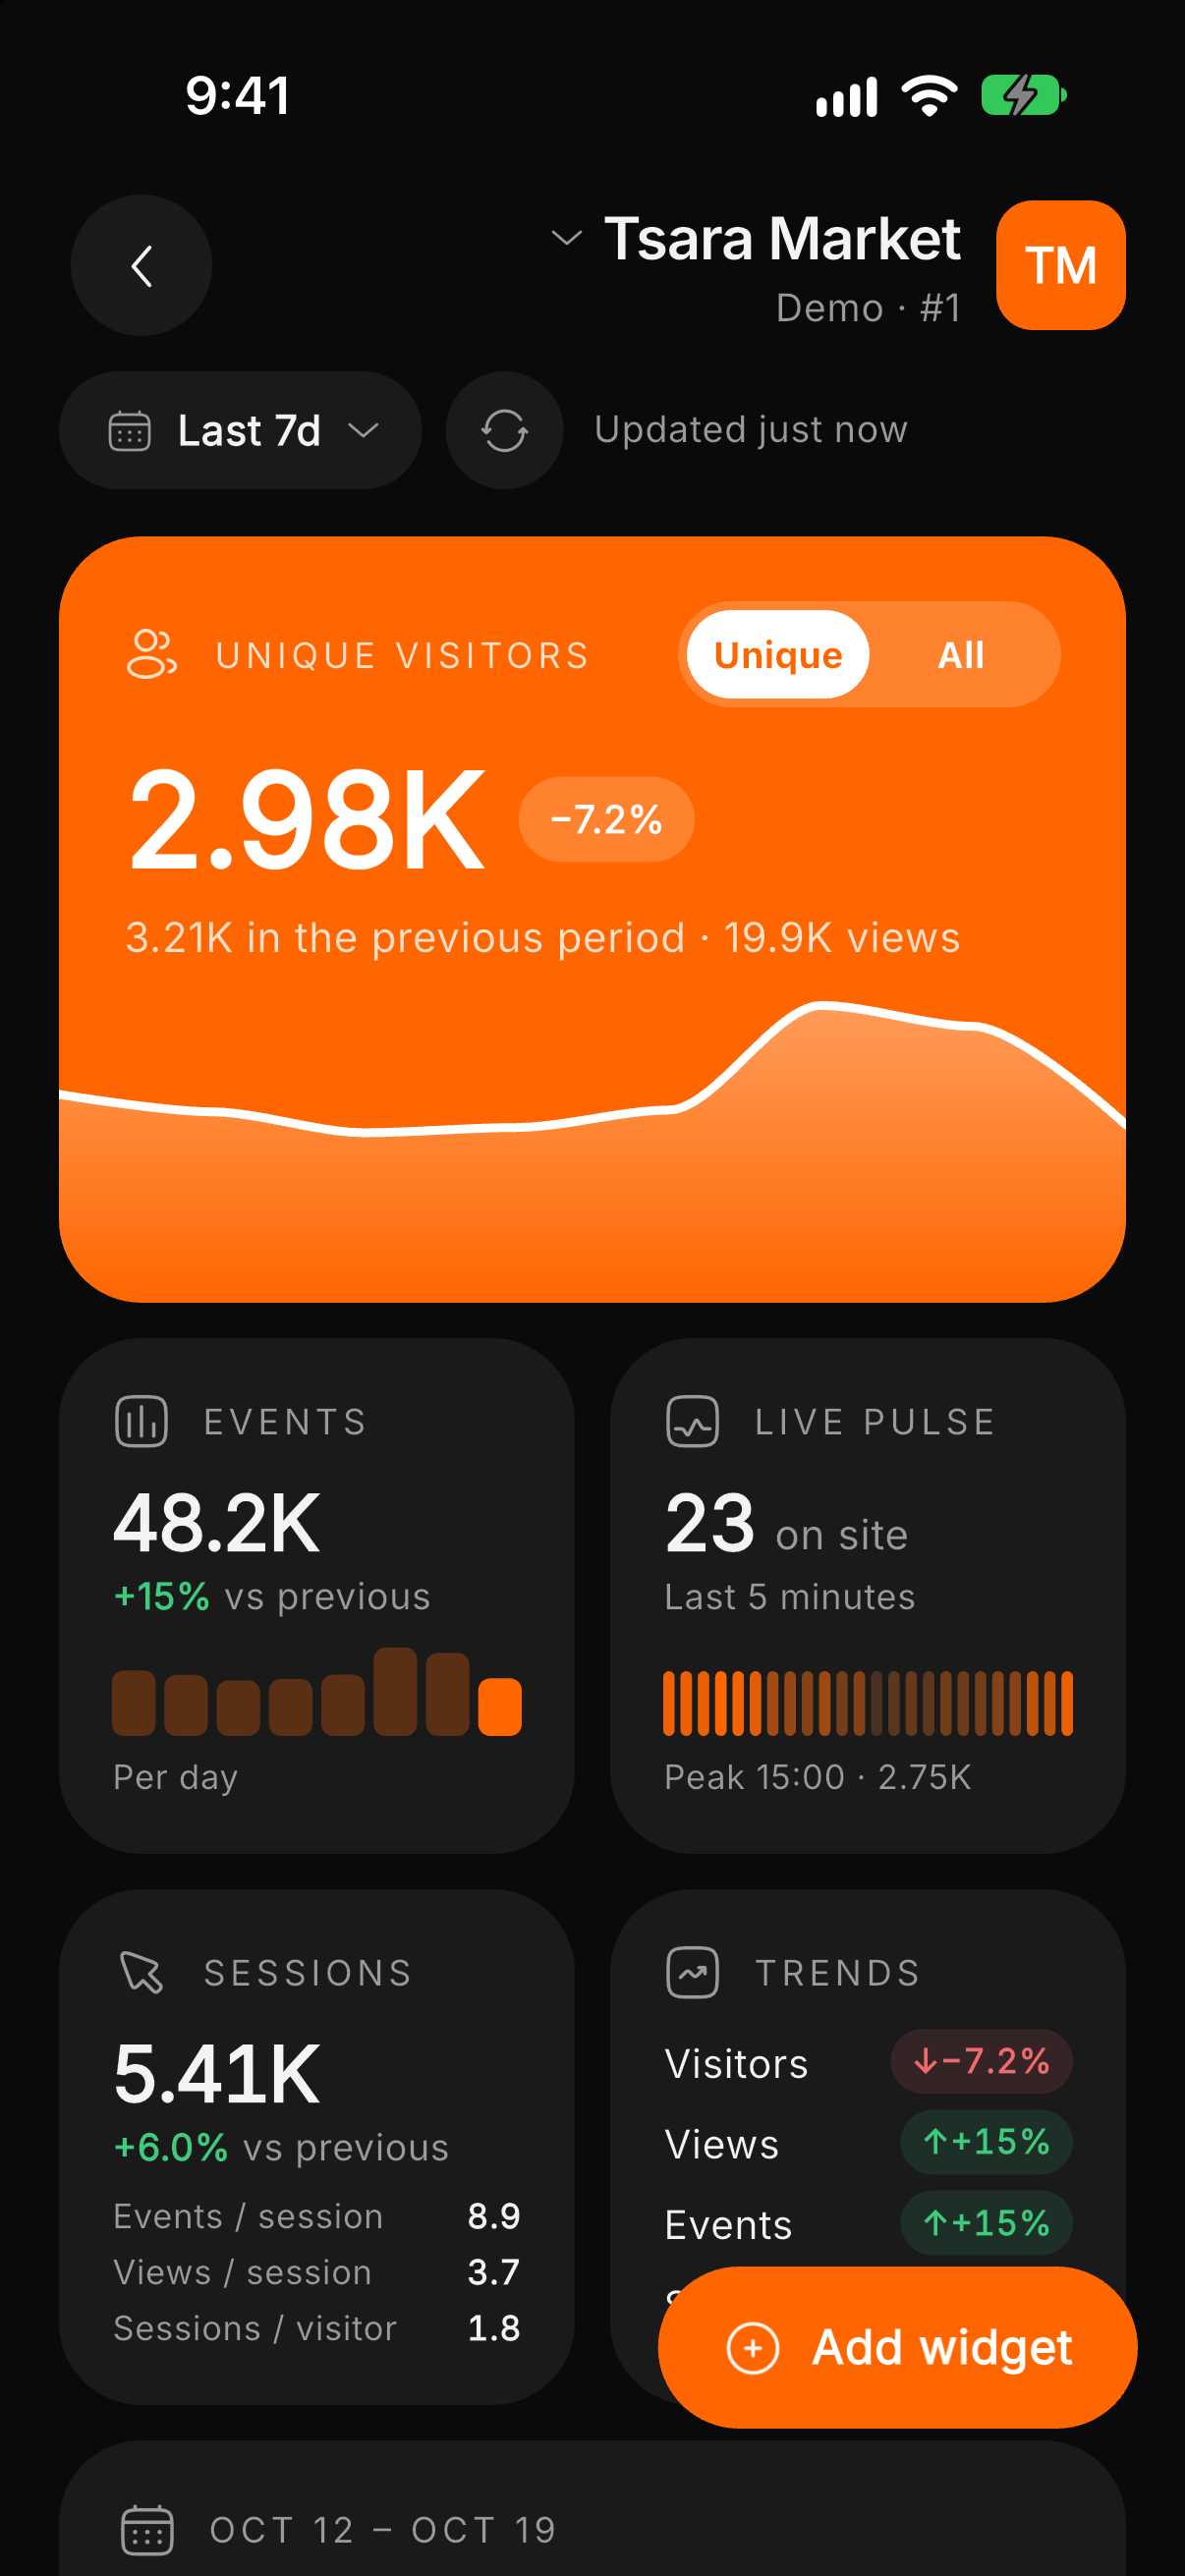 9:41
Tsara Market
Demo · #1
TM
Last 7d
Updated just now
UNIQUE VISITORS
Unique
All
2.98K
−7.2%
3.21K in the previous period · 19.9K views
EVENTS
48.2K
+15% vs previous
Per day
LIVE PULSE
23 on site
Last 5 minutes
Peak 15:00 · 2.75K
SESSIONS
5.41K
+6.0% vs previous
Events / session 8.9
Views / session 3.7
Sessions / visitor 1.8
TRENDS
Visitors ↓−7.2%
Views ↑+15%
Events ↑+15%
Add widget
OCT 12 – OCT 19